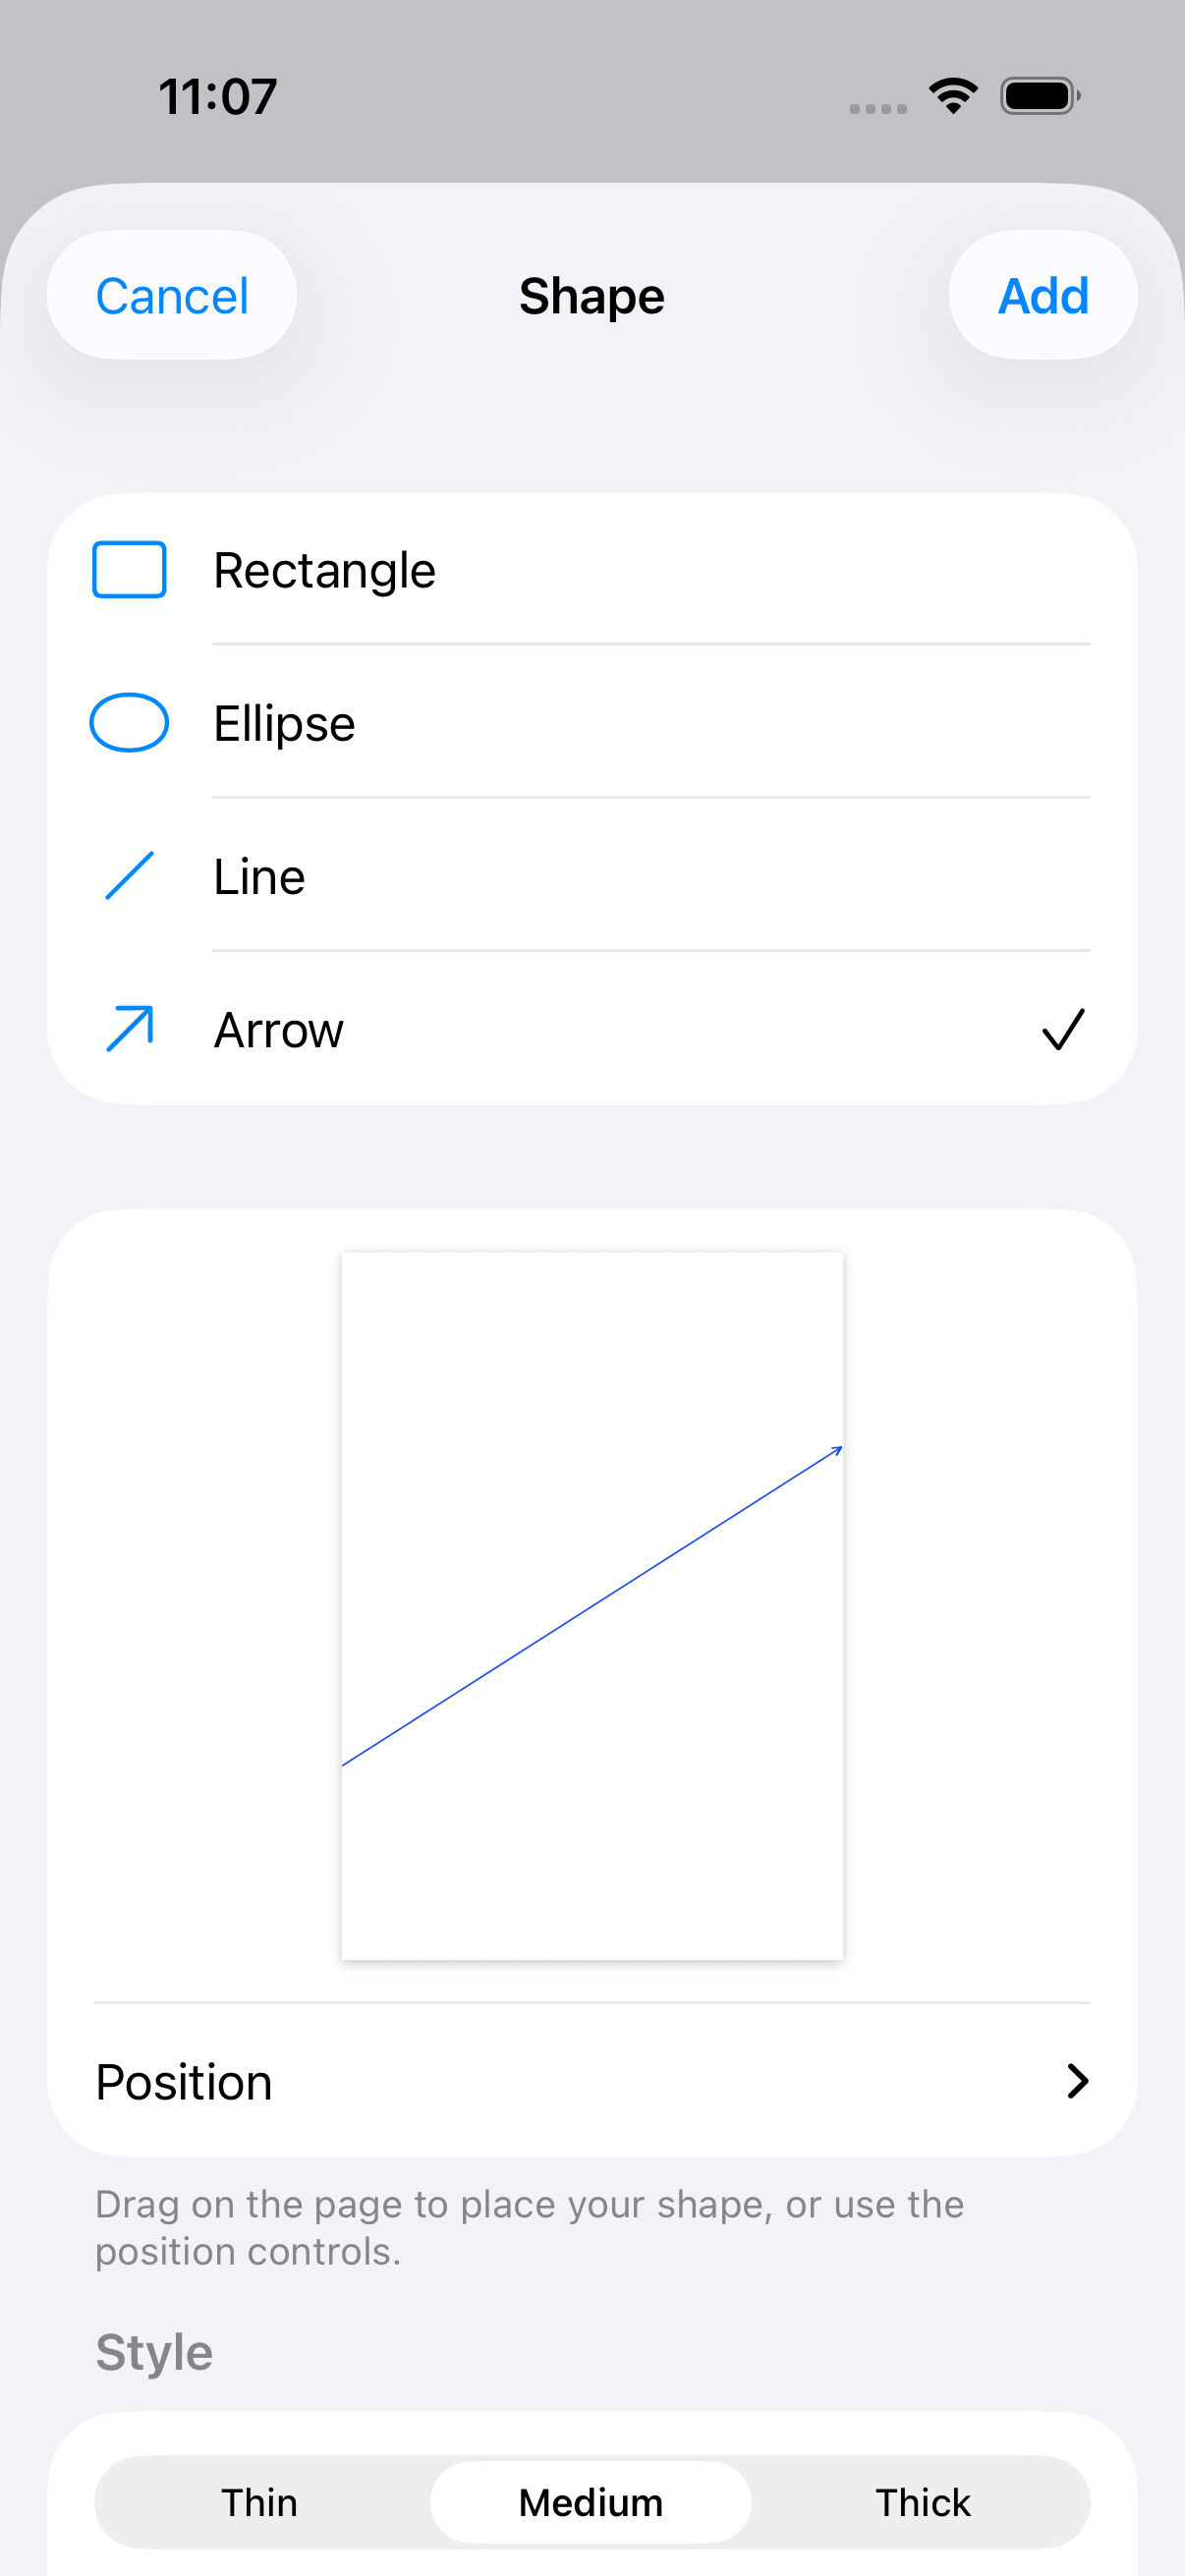 11:07
Cancel
Shape
Add
Rectangle
Ellipse
Line
Arrow
Position
Drag on the page to place your shape, or use the
position controls.
Style
Thin
Medium
Thick